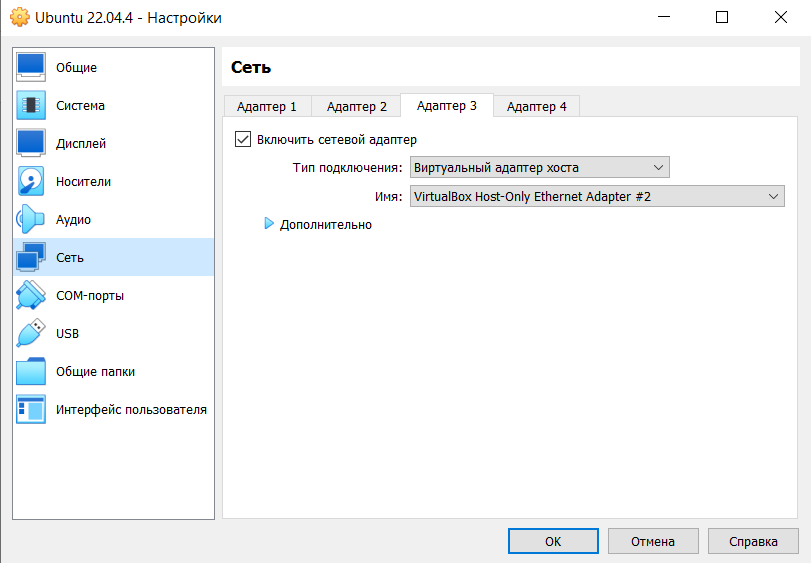 Ubuntu 22.04.4 - Настройки
Общие
Система
Дисплей
Носители
Аудио
Сеть
COM-порты
USB
Общие папки
Интерфейс пользователя
Сеть
Адаптер 1 Адаптер 2 Адаптер 3 Адаптер 4
Включить сетевой адаптер
Тип подключения: Виртуальный адаптер хоста
Имя: VirtualBox Host-Only Ethernet Adapter #2
Дополнительно
OK Отмена Справка